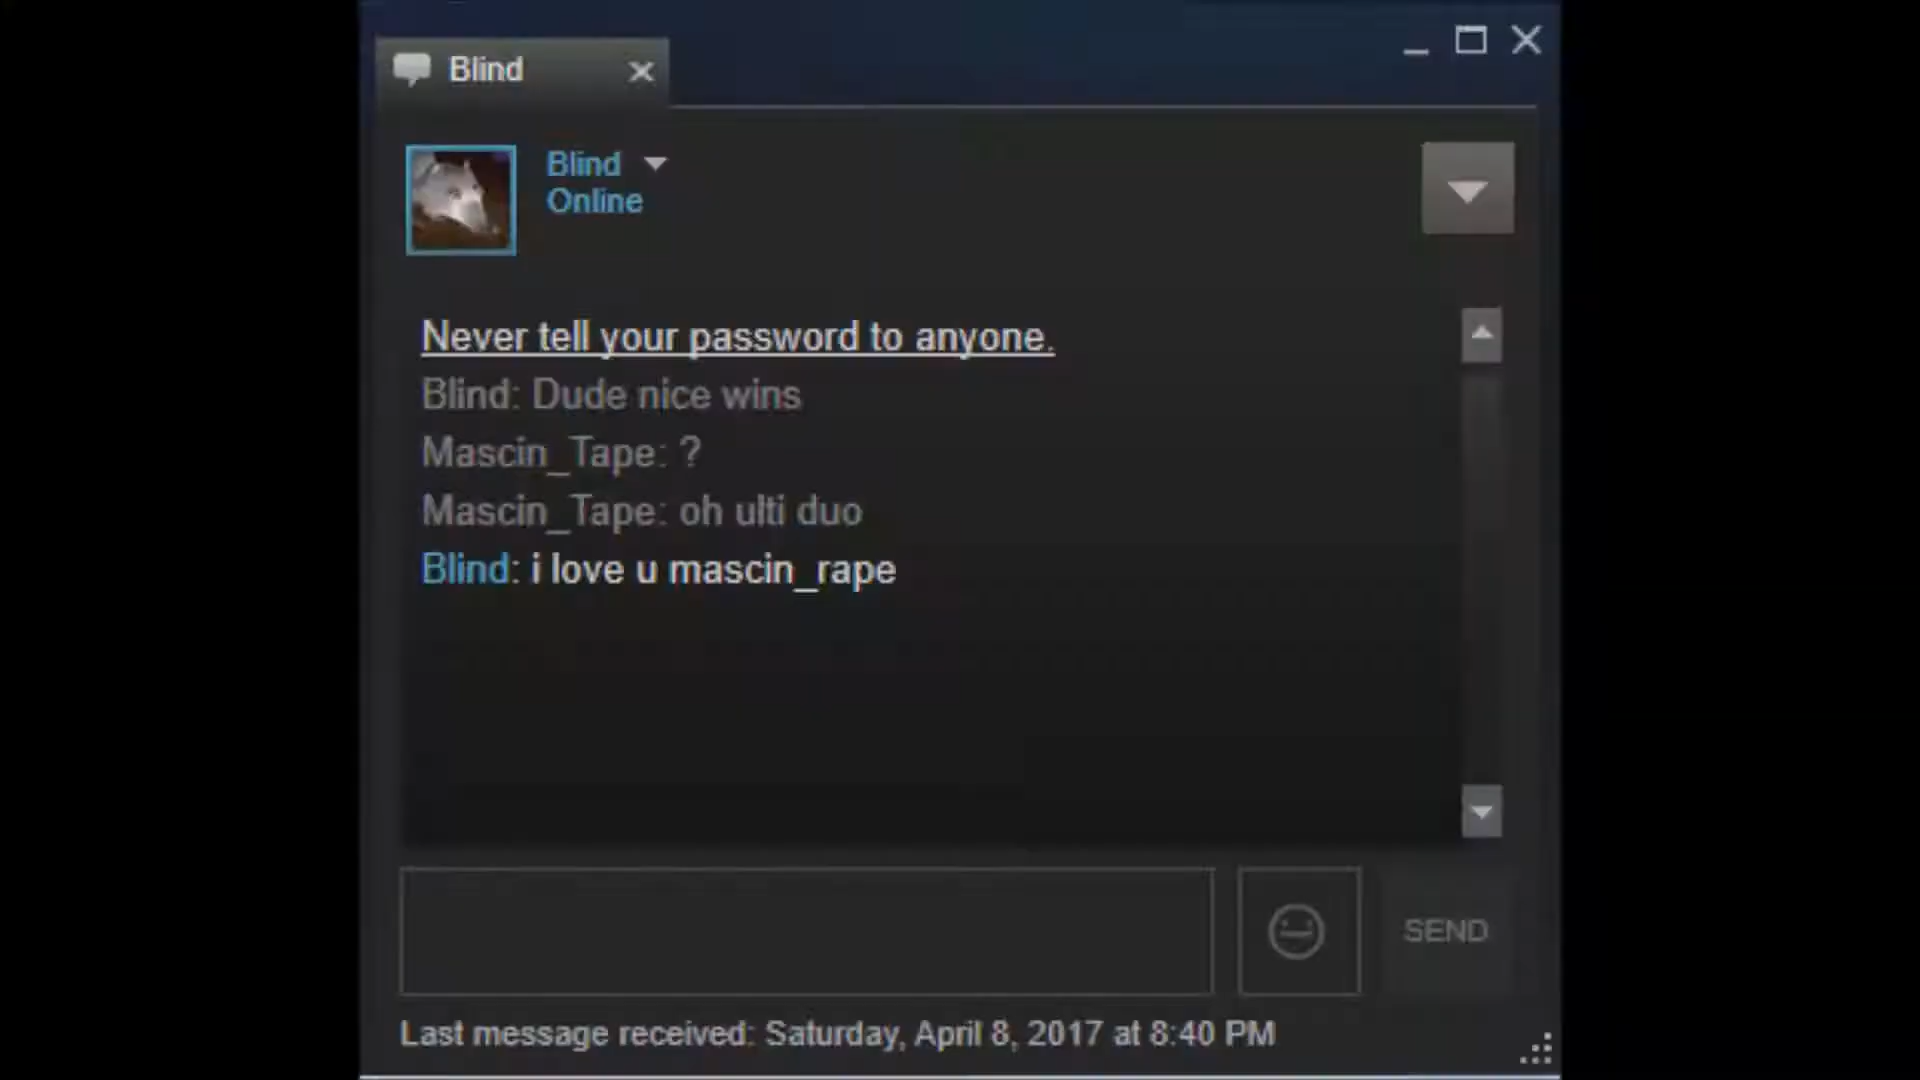 Blind
Blind
Online
Never tell your password to anyone.
Blind: Dude nice wins
Mascin_Tape: ?
Mascin_Tape: oh ulti duo
Blind: i love u mascin_rape
SEND
Last message received: Saturday, April 8, 2017 at 8:40 PM